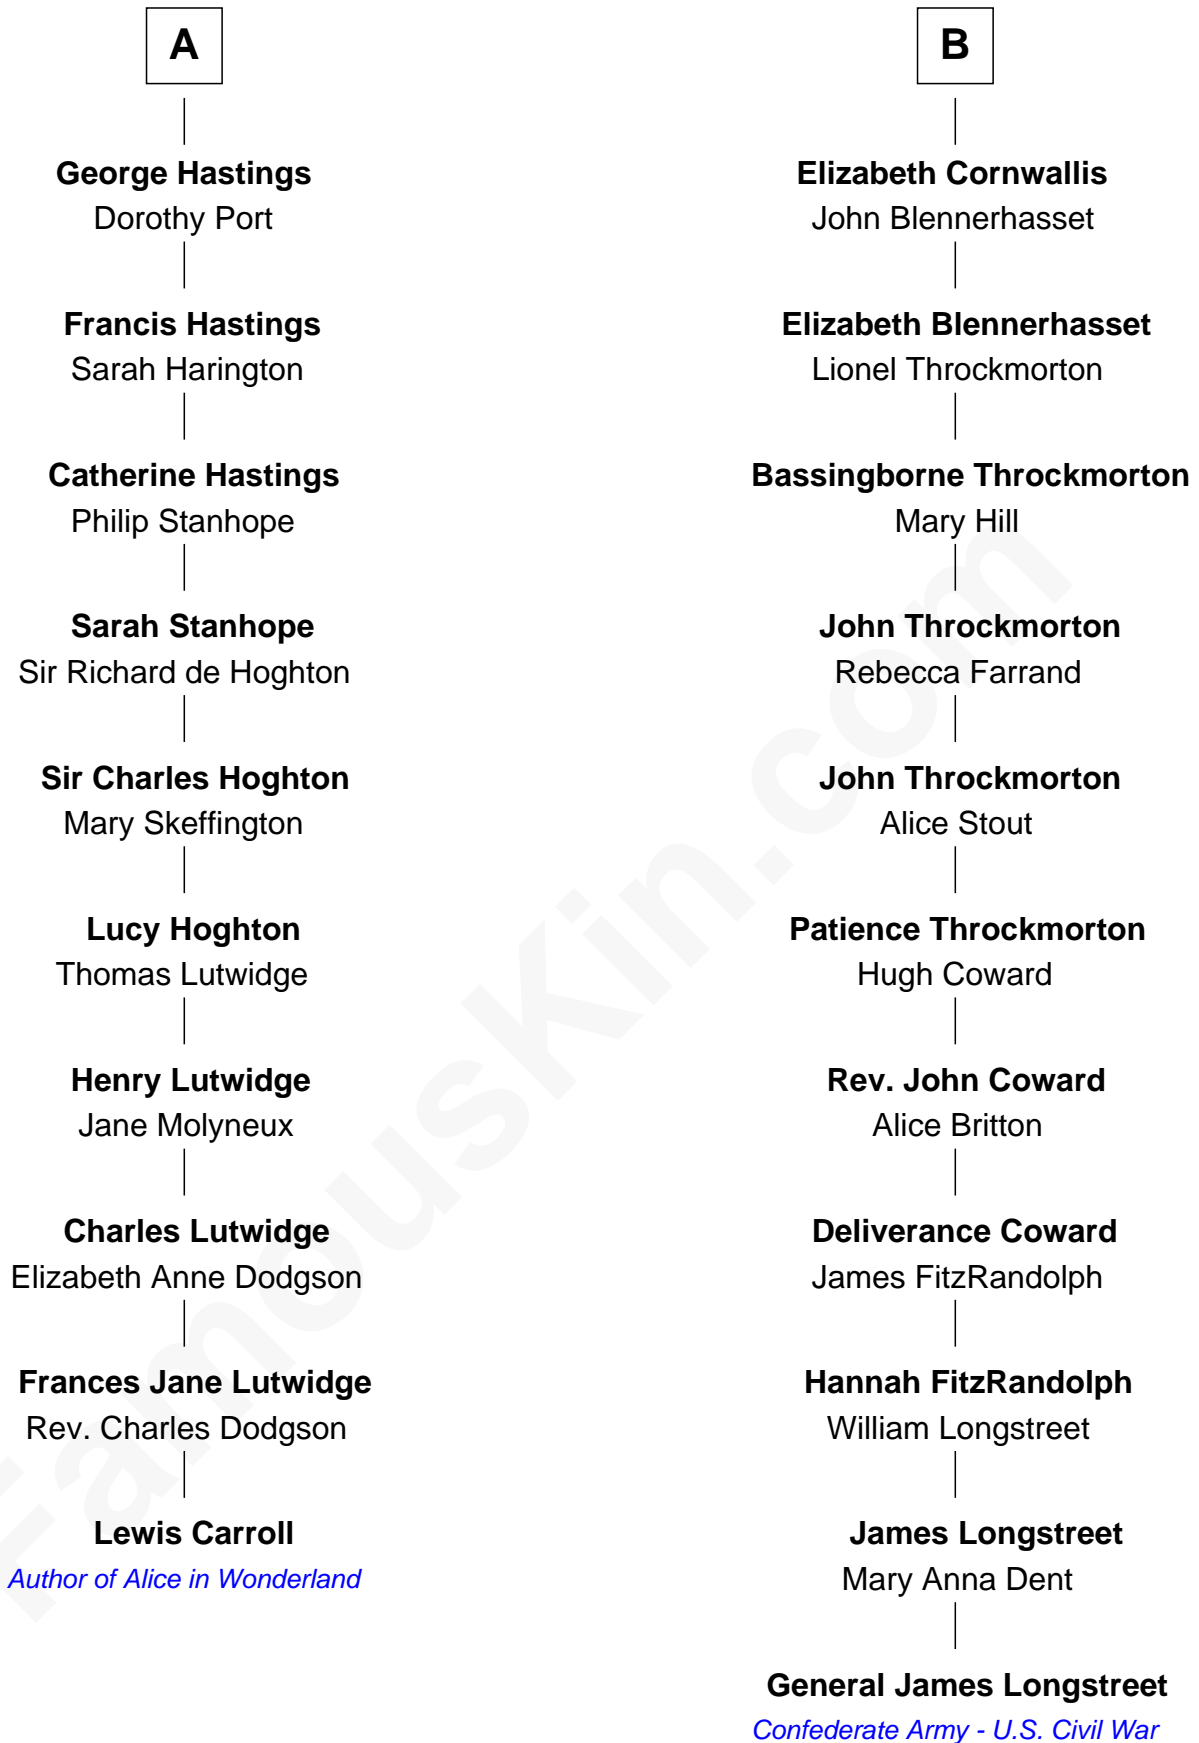 A
George Hastings
Dorothy Port
Francis Hastings
Sarah Harington
Catherine Hastings
Philip Stanhope
Sarah Stanhope
Sir Richard de Hoghton
Sir Charles Hoghton
Mary Skeffington
Lucy Hoghton
Thomas Lutwidge
Henry Lutwidge
Jane Molyneux
Charles Lutwidge
Elizabeth Anne Dodgson
Frances Jane Lutwidge
Rev. Charles Dodgson
Lewis Carroll
Author of Alice in Wonderland
B
Elizabeth Cornwallis
John Blennerhasset
Elizabeth Blennerhasset
Lionel Throckmorton
Bassingborne Throckmorton
Mary Hill
John Throckmorton
Rebecca Farrand
John Throckmorton
Alice Stout
Patience Throckmorton
Hugh Coward
Rev. John Coward
Alice Britton
Deliverance Coward
James FitzRandolph
Hannah FitzRandolph
William Longstreet
James Longstreet
Mary Anna Dent
General James Longstreet
Confederate Army - U.S. Civil War
FamousKin.com